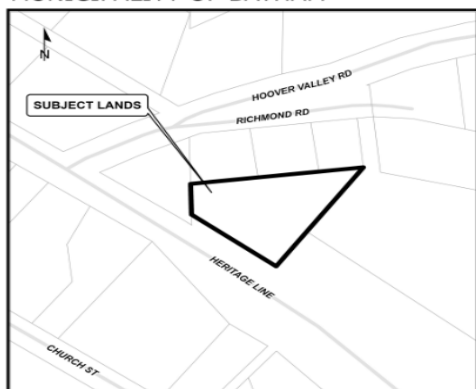 N
HOOVER VALLEY RD
SUBJECT LANDS
RICHMOND RD
HERITAGE LINE
CHURCH ST